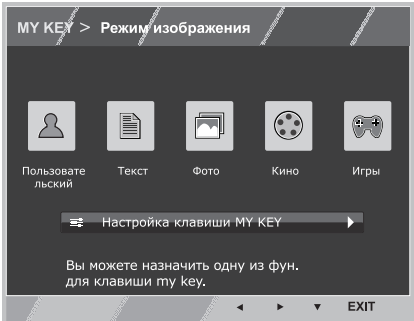 MY KEY > Режим изображения
Пользовате
льский
Текст
Фото
Кино
Игры
Настройка клавиши MY KEY
Вы можете назначить одну из фун.
для клавиши my key.
EXIT